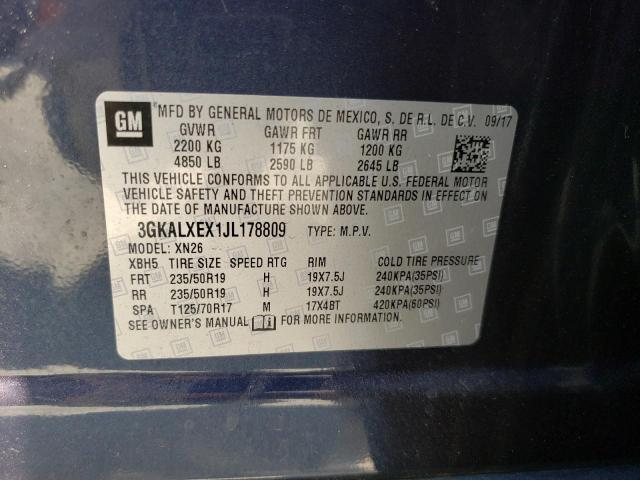 GM MFD BY GENERAL MOTORS DE MEXICO, S. DE R.L. DE C.V. 09/17
GVWR GAWR FRT GAWR RR
2200 KG 1175 KG 1200 KG
4850 LB 2590 LB 2645 LB
THIS VEHICLE CONFORMS TO ALL APPLICABLE U.S. FEDERAL MOTOR
VEHICLE SAFETY AND THEFT PREVENTION STANDARDS IN EFFECT ON
THE DATE OF MANUFACTURE SHOWN ABOVE.
3GKALXEX1JL178809 TYPE: M.P.V.
MODEL: XN26
XBH5 TIRE SIZE SPEED RTG RIM COLD TIRE PRESSURE
FRT 235/50R19 H 19X7.5J 240KPA(35PSI)
RR 235/50R19 H 19X7.5J 240KPA(35PSI)
SPA T125/70R17 M 17X4BT 420KPA(60PSI)
SEE OWNER'S MANUAL FOR MORE INFORMATION.